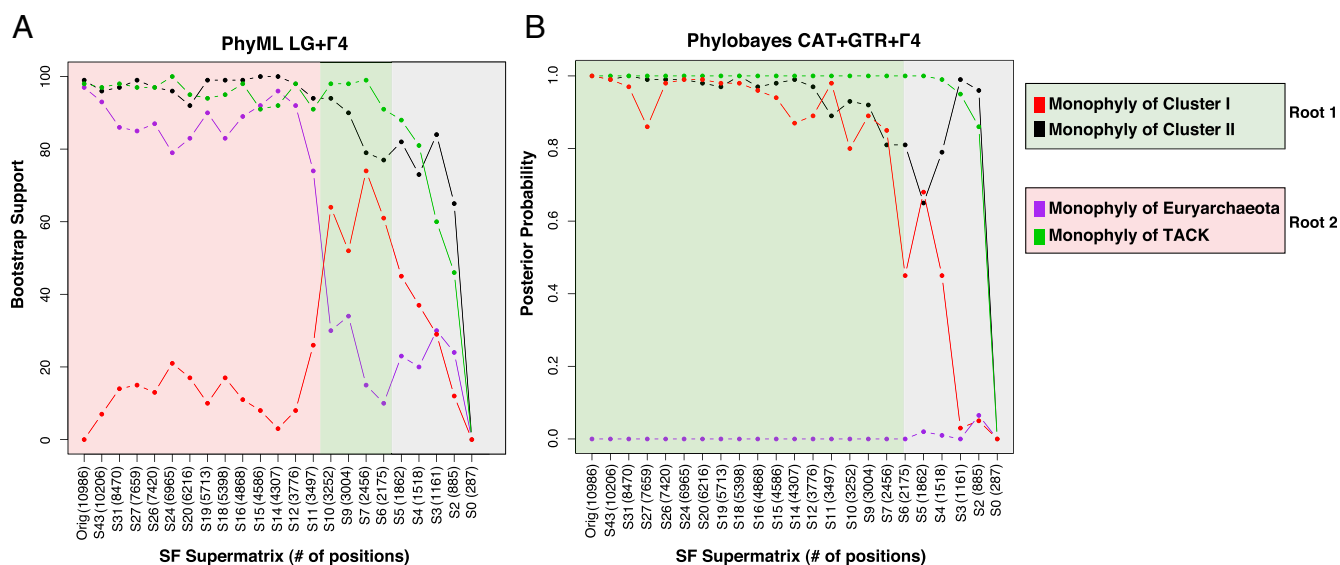 A
PhyML LG+Γ4
Bootstrap Support
100
80
60
40
20
0
Orig (10986)
S43 (10206)
S31 (8470)
S27 (7659)
S26 (7420)
S24 (6965)
S20 (6216)
S19 (5713)
S18 (5398)
S16 (4868)
S15 (4586)
S14 (4307)
S12 (3776)
S11 (3497)
S10 (3252)
S9 (3004)
S7 (2456)
S6 (2175)
S5 (1862)
S4 (1518)
S3 (1161)
S2 (885)
S0 (287)
SF Supermatrix (# of positions)
B
Phylobayes CAT+GTR+Γ4
Posterior Probability
1.0
0.8
0.6
0.4
0.2
0.0
Orig (10986)
S43 (10206)
S31 (8470)
S27 (7659)
S26 (7420)
S24 (6965)
S20 (6216)
S19 (5713)
S18 (5398)
S16 (4868)
S15 (4586)
S14 (4307)
S12 (3776)
S11 (3497)
S10 (3252)
S9 (3004)
S7 (2456)
S6 (2175)
S5 (1862)
S4 (1518)
S3 (1161)
S2 (885)
S0 (287)
SF Supermatrix (# of positions)
Monophyly of Cluster I
Monophyly of Cluster II
Root 1
Monophyly of Euryarchaeota
Monophyly of TACK
Root 2